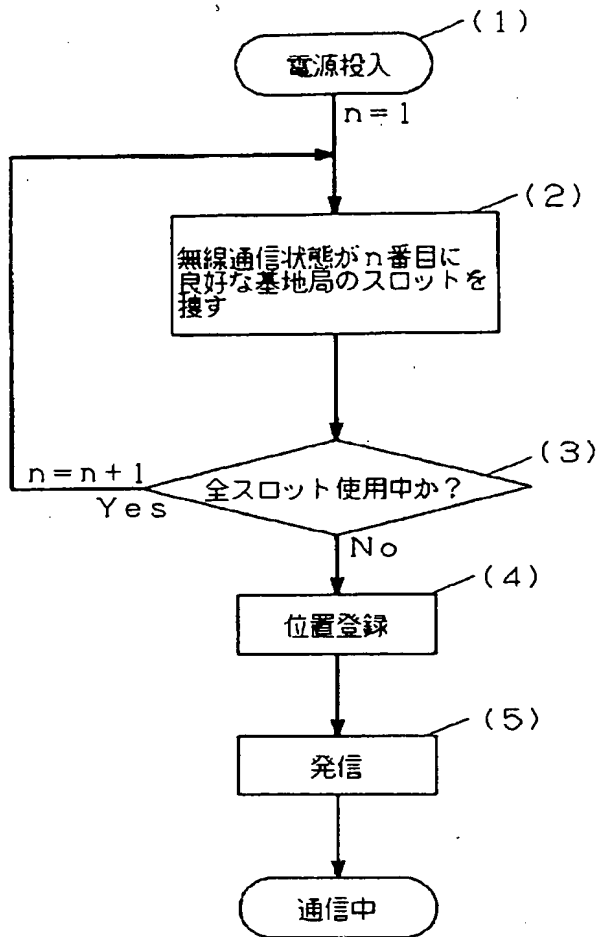 (1)
電源投入
n=1
(2)
無線通信状態がn番目に
良好な基地局のスロットを
捜す
(3)
n=n+1
全スロット使用中か?
Yes
No
(4)
位置登録
(5)
発信
通信中